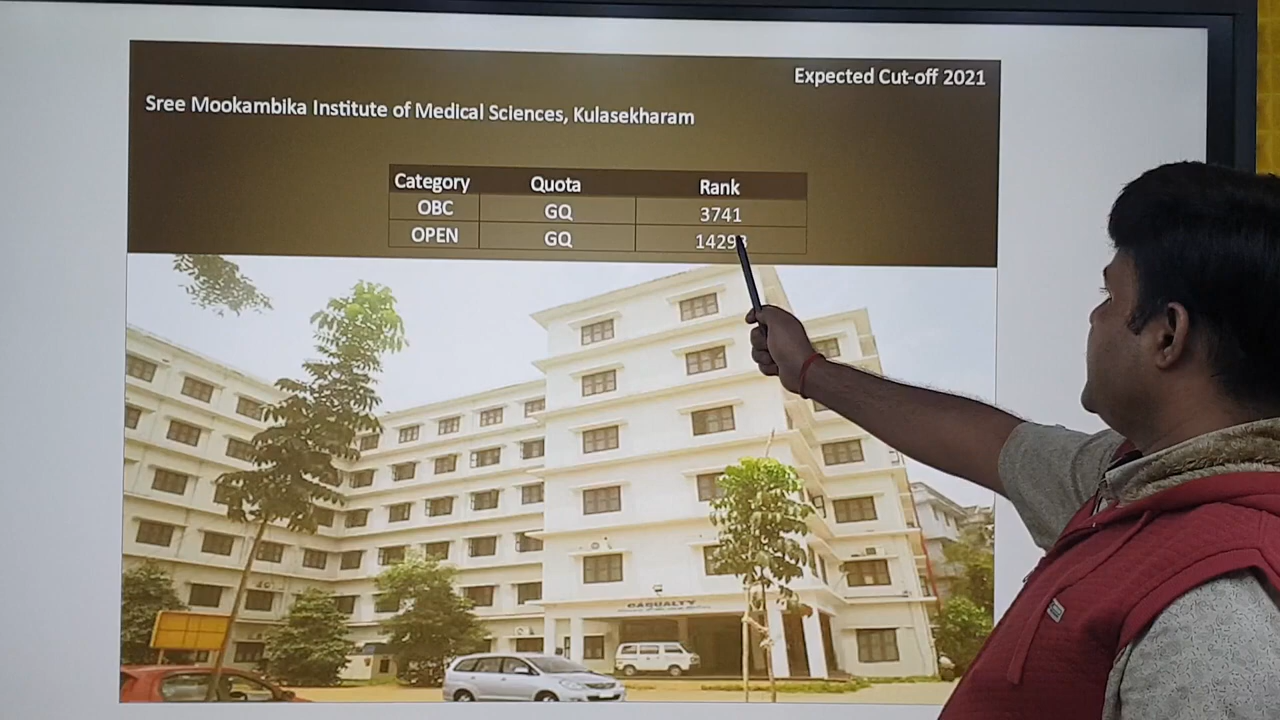 Expected Cut-off 2021
Sree Mookambika Institute of Medical Sciences, Kulasekharam
Category Quota Rank
OBC GQ 3741
OPEN GQ
CASUALTY